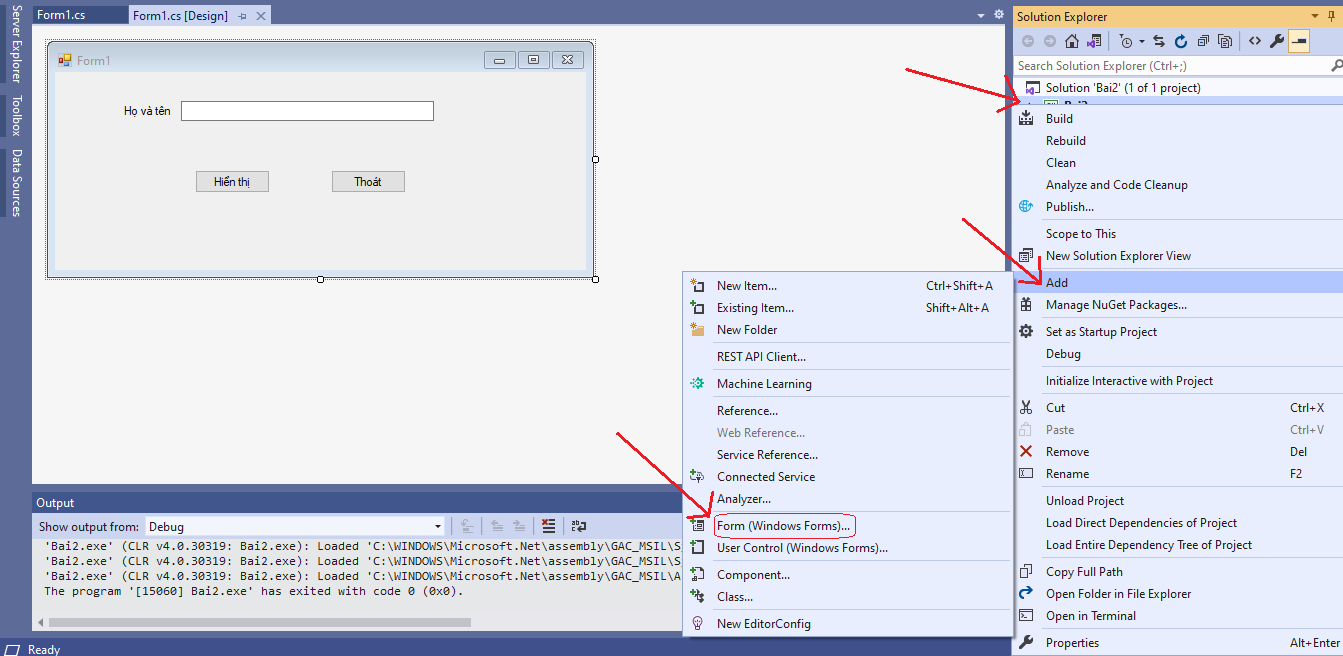 Form1.cs
Form1.cs [Design]
Solution Explorer
Server Explorer
Toolbox
Data Sources
Form1
Họ và tên
Hiển thị
Thoát
Search Solution Explorer (Ctrl+;)
Solution 'Bai2' (1 of 1 project)
Bai2
Build
Rebuild
Clean
Analyze and Code Cleanup
Publish...
Scope to This
New Solution Explorer View
Add
Manage NuGet Packages...
Set as Startup Project
Debug
Initialize Interactive with Project
Cut Ctrl+X
Paste Ctrl+V
Remove Del
Rename F2
Unload Project
Load Direct Dependencies of Project
Load Entire Dependency Tree of Project
Copy Full Path
Open Folder in File Explorer
Open in Terminal
Properties Alt+Enter
New Item... Ctrl+Shift+A
Existing Item... Shift+Alt+A
New Folder
REST API Client...
Machine Learning
Reference...
Web Reference...
Service Reference...
Connected Service
Analyzer...
Form (Windows Forms)...
User Control (Windows Forms)...
Component...
Class...
New EditorConfig
Output
Show output from: Debug
'Bai2.exe' (CLR v4.0.30319: Bai2.exe): Loaded 'C:\WINDOWS\Microsoft.Net\assembly\GAC_MSIL\S
'Bai2.exe' (CLR v4.0.30319: Bai2.exe): Loaded 'C:\WINDOWS\Microsoft.Net\assembly\GAC_MSIL\S
'Bai2.exe' (CLR v4.0.30319: Bai2.exe): Loaded 'C:\WINDOWS\Microsoft.Net\assembly\GAC_MSIL\A
The program '[15060] Bai2.exe' has exited with code 0 (0x0).
Ready